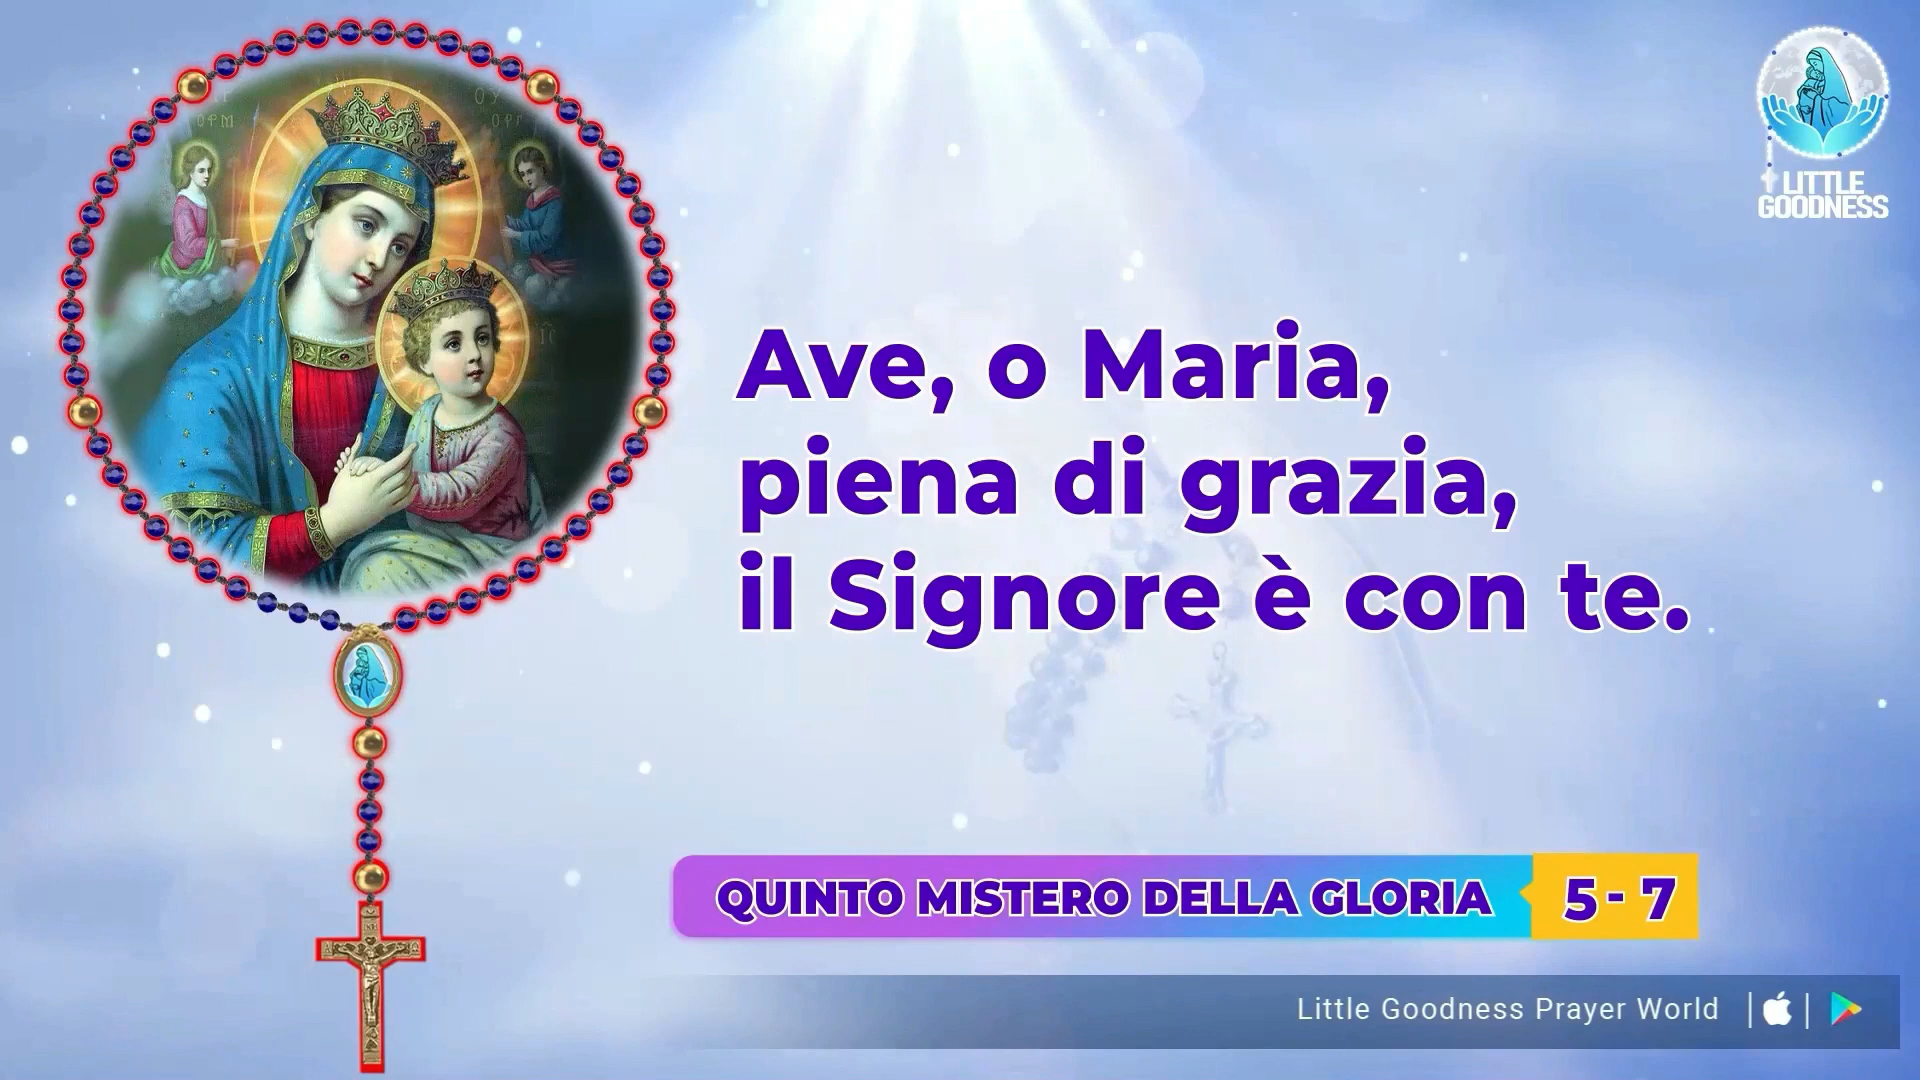 LITTLE
GOODNESS
Ave, o Maria,
piena di grazia,
il Signore è con te.
QUINTO MISTERO DELLA GLORIA
5 - 7
Little Goodness Prayer World